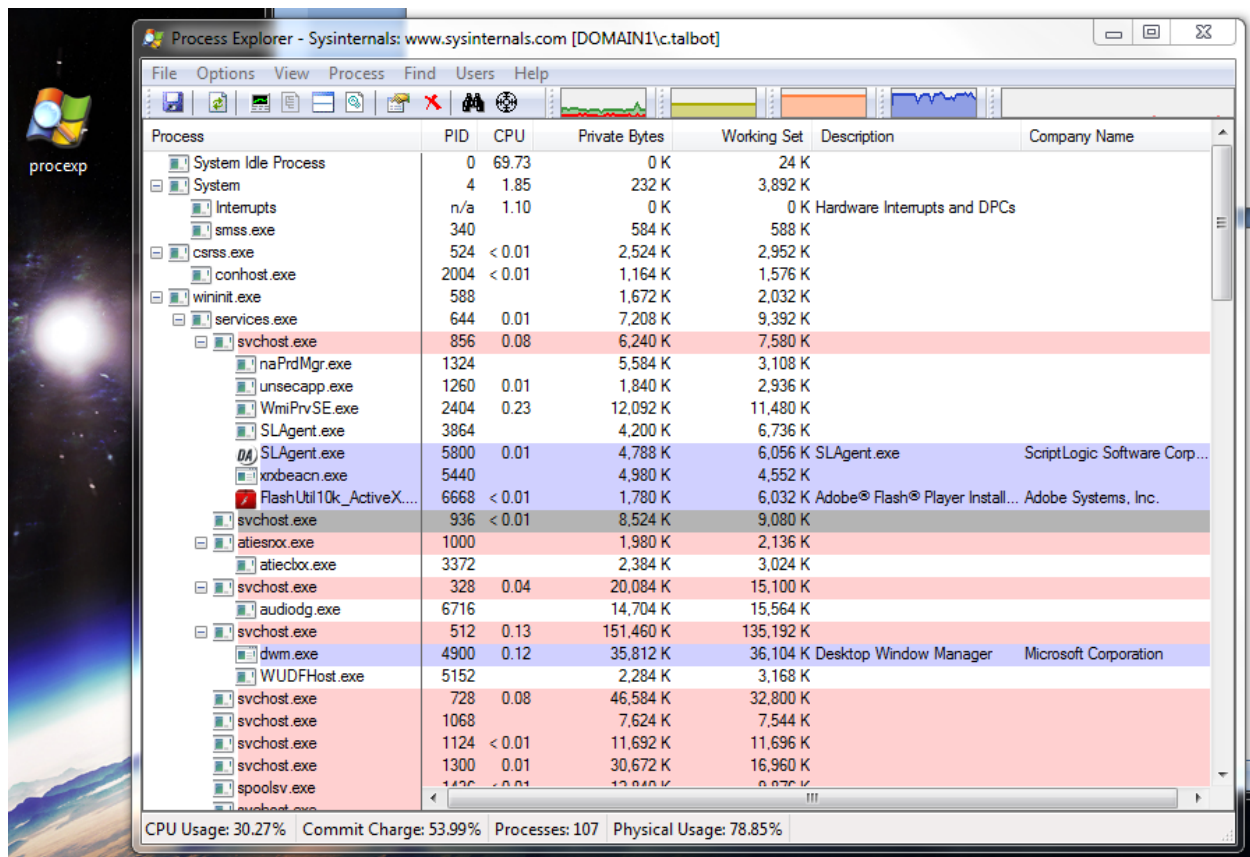 Process Explorer - Sysinternals: www.sysinternals.com [DOMAIN1\c.talbot]
File Options View Process Find Users Help
procexp
Process PID CPU Private Bytes Working Set Description Company Name
System Idle Process 0 69.73 0 K 24 K
System 4 1.85 232 K 3,892 K
Interrupts n/a 1.10 0 K 0 K Hardware Interrupts and DPCs
smss.exe 340 584 K 588 K
csrss.exe 524 < 0.01 2,524 K 2,952 K
conhost.exe 2004 < 0.01 1,164 K 1,576 K
wininit.exe 588 1,672 K 2,032 K
services.exe 644 0.01 7,208 K 9,392 K
svchost.exe 856 0.08 6,240 K 7,580 K
naPrdMgr.exe 1324 5,584 K 3,108 K
unsecapp.exe 1260 0.01 1,840 K 2,936 K
WmiPrvSE.exe 2404 0.23 12,092 K 11,480 K
SLAgent.exe 3864 4,200 K 6,736 K
DA SLAgent.exe 5800 0.01 4,788 K 6,056 K SLAgent.exe ScriptLogic Software Corp...
xrxbeacn.exe 5440 4,980 K 4,552 K
FlashUtil10k_ActiveX.... 6668 < 0.01 1,780 K 6,032 K Adobe® Flash® Player Install... Adobe Systems, Inc.
svchost.exe 936 < 0.01 8,524 K 9,080 K
atiesrxx.exe 1000 1,980 K 2,136 K
atieclxx.exe 3372 2,384 K 3,024 K
svchost.exe 328 0.04 20,084 K 15,100 K
audiodg.exe 6716 14,704 K 15,564 K
svchost.exe 512 0.13 151,460 K 135,192 K
dwm.exe 4900 0.12 35,812 K 36,104 K Desktop Window Manager Microsoft Corporation
WUDFHost.exe 5152 2,284 K 3,168 K
svchost.exe 728 0.08 46,584 K 32,800 K
svchost.exe 1068 7,624 K 7,544 K
svchost.exe 1124 < 0.01 11,692 K 11,696 K
svchost.exe 1300 0.01 30,672 K 16,960 K
spoolsv.exe
CPU Usage: 30.27% Commit Charge: 53.99% Processes: 107 Physical Usage: 78.85%